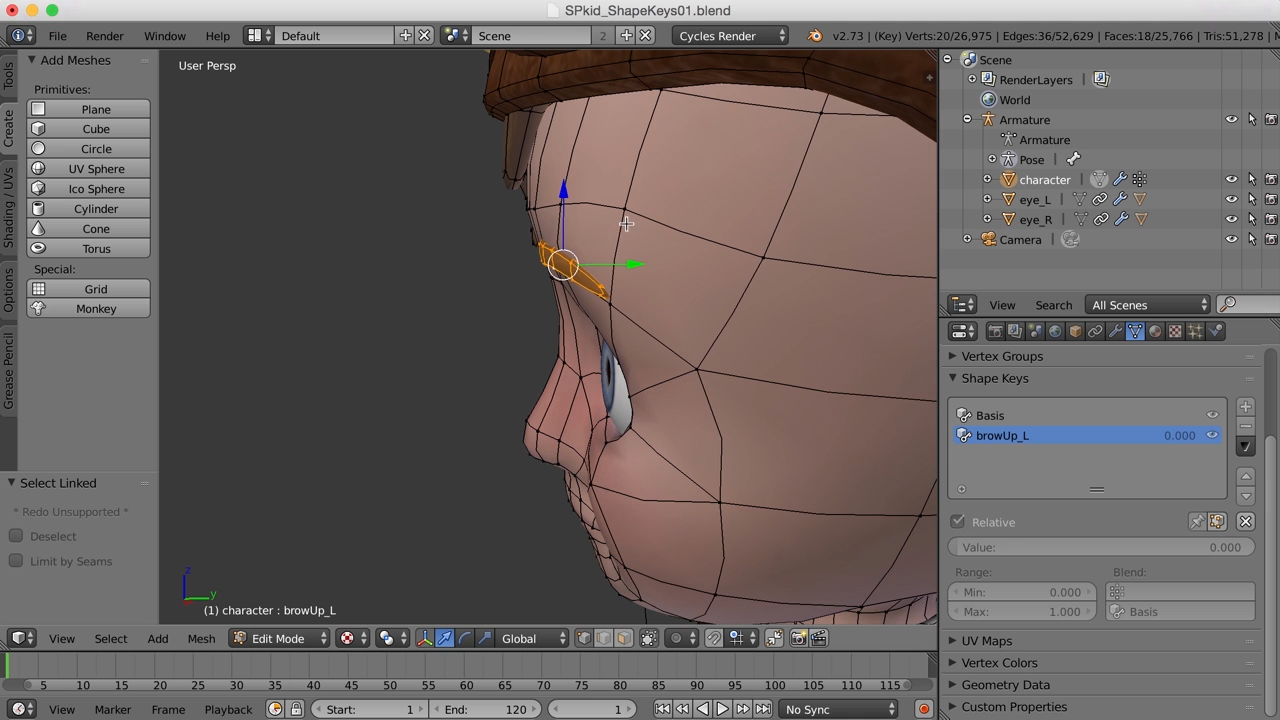 SPkid_ShapeKeys01.blend
File Render Window Help Default Scene 2 Cycles Render v2.73 | (Key) Verts:20/26,975 | Edges:36/52,629 | Faces:18/25,766 | Tris:51,278 |
Tools
Create
Shading / UVs
Options
Grease Pencil
Add Meshes
Primitives:
Plane
Cube
Circle
UV Sphere
Ico Sphere
Cylinder
Cone
Torus
Special:
Grid
Monkey
Select Linked
* Redo Unsupported *
Deselect
Limit by Seams
User Persp
z
y
(1) character : browUp_L
View Select Add Mesh Edit Mode Global
5 10 15 20 25 30 35 40 45 50 55 60 65 70 75 80 85 90 95 100 105 110 115
View Marker Frame Playback Start: 1 End: 120 1 No Sync
Scene
RenderLayers
World
Armature
Armature
Pose
character
eye_L
eye_R
Camera
View Search All Scenes
Vertex Groups
Shape Keys
Basis
browUp_L 0.000
Relative
Value: 0.000
Range: Blend:
Min: 0.000
Max: 1.000 Basis
UV Maps
Vertex Colors
Geometry Data
Custom Properties